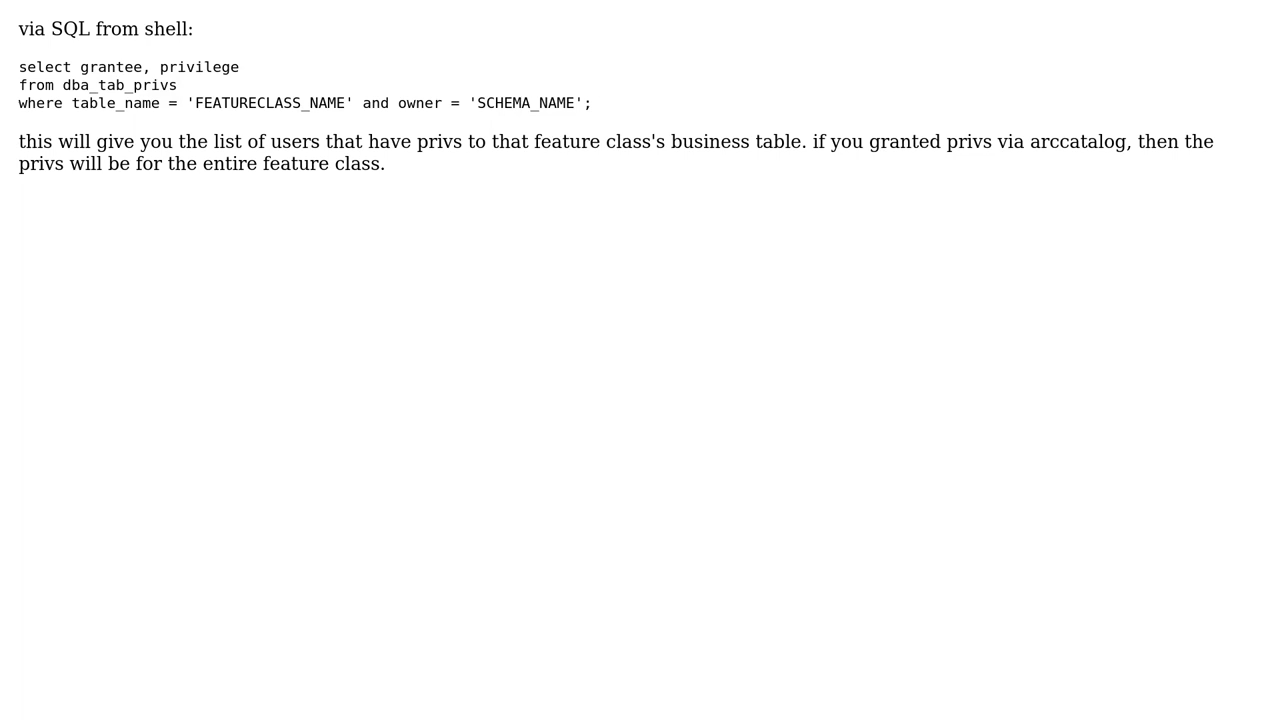 via SQL from shell:
select grantee, privilege
from dba_tab_privs
where table_name = 'FEATURECLASS_NAME' and owner = 'SCHEMA_NAME';
this will give you the list of users that have privs to that feature class's business table. if you granted privs via arccatalog, then the
privs will be for the entire feature class.